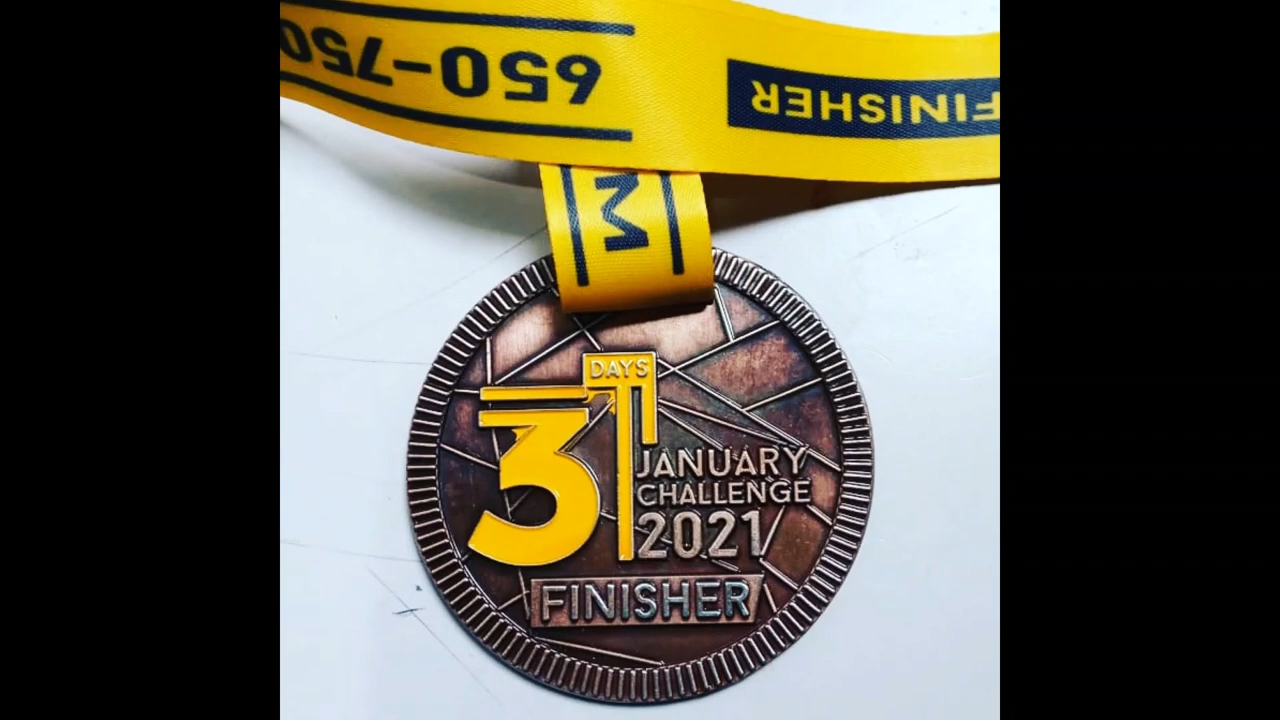 650-750
FINISHER
M
31
DAYS
JANUARY
CHALLENGE
2021
FINISHER